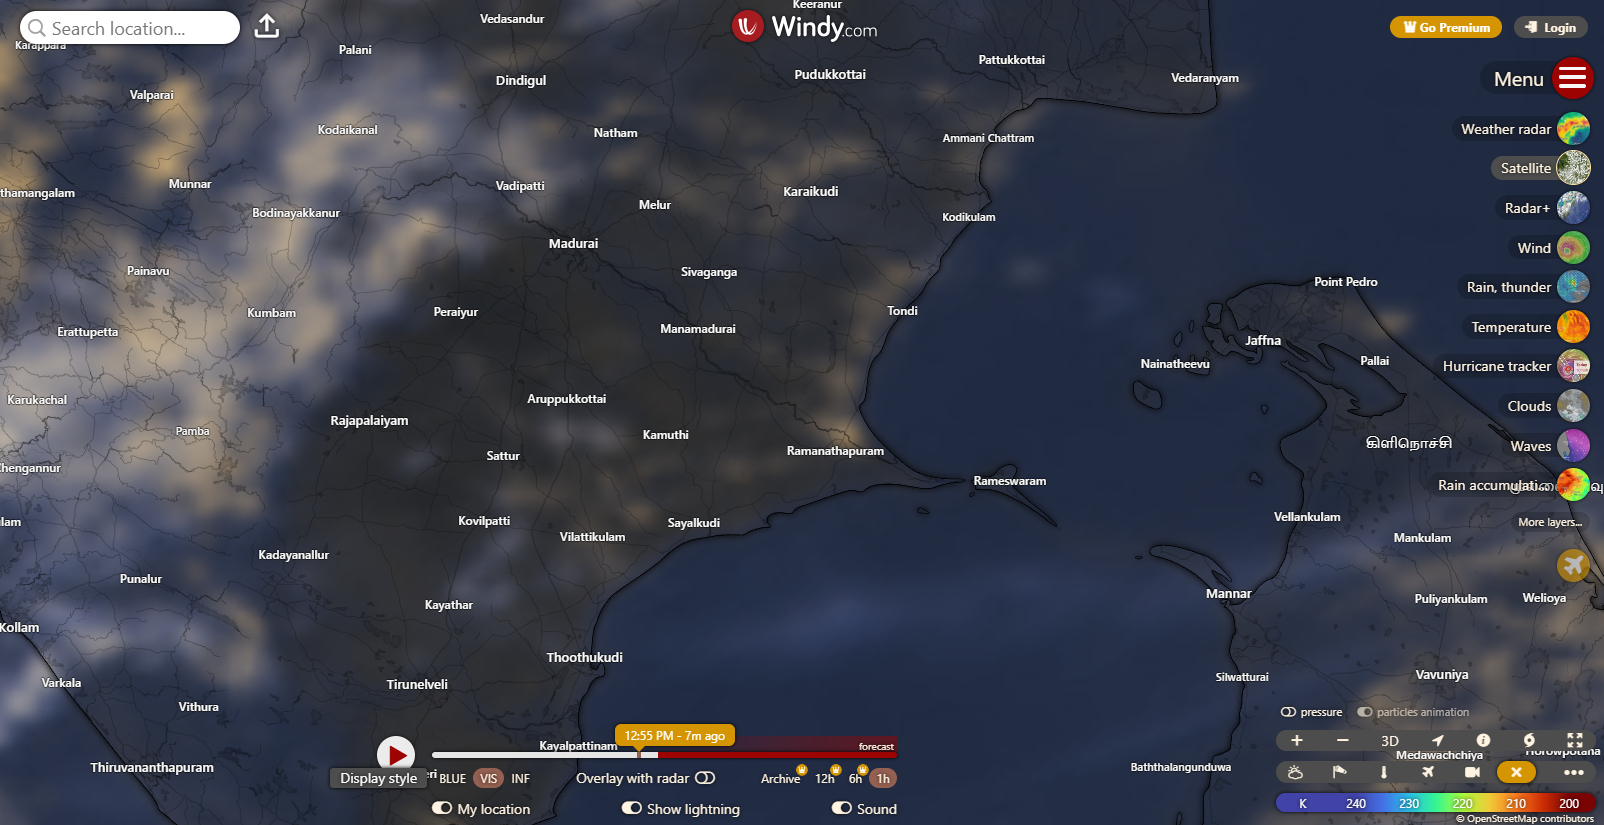 Search location...
Windy.com
Go Premium
Login
Menu
Keeranur
Vedasandur
Karappara
Palani
Pattukkottai
Dindigul
Pudukkottai
Vedaranyam
Valparai
Weather radar
Kodaikanal
Natham
Ammani Chattram
Satellite
Munnar
Vadipatti
Karaikudi
thamangalam
Melur
Radar+
Bodinayakkanur
Kodikulam
Madurai
Wind
Painavu
Sivaganga
Point Pedro
Rain, thunder
Kumbam
Peraiyur
Tondi
Erattupetta
Manamadurai
Temperature
Jaffna
Nainatheevu
Pallai
Hurricane tracker
Karukachal
Aruppukkottai
Clouds
Rajapalaiyam
Pamba
Kamuthi
கிளிநொச்சி
Waves
Sattur
Ramanathapuram
Chengannur
Rameswaram
Rain accumulati
lam
Kovilpatti
Sayalkudi
Vellankulam
More layers...
Vilattikulam
Mankulam
Kadayanallur
Punalur
Kayathar
Mannar
Puliyankulam
Welioya
Kollam
Thoothukudi
Varkala
Tirunelveli
Silwatturai
Vavuniya
Vithura
pressure
particles animation
12:55 PM - 7m ago
Kayalpattinam
forecast
3D
Medawachchiya
Horowpotana
Thiruvananthapuram
Baththalangunduwa
Display style
eri
BLUE
VIS
INF
Overlay with radar
Archive
12h
6h
1h
My location
Show lightning
Sound
K 240 230 220 210 200
© OpenStreetMap contributors